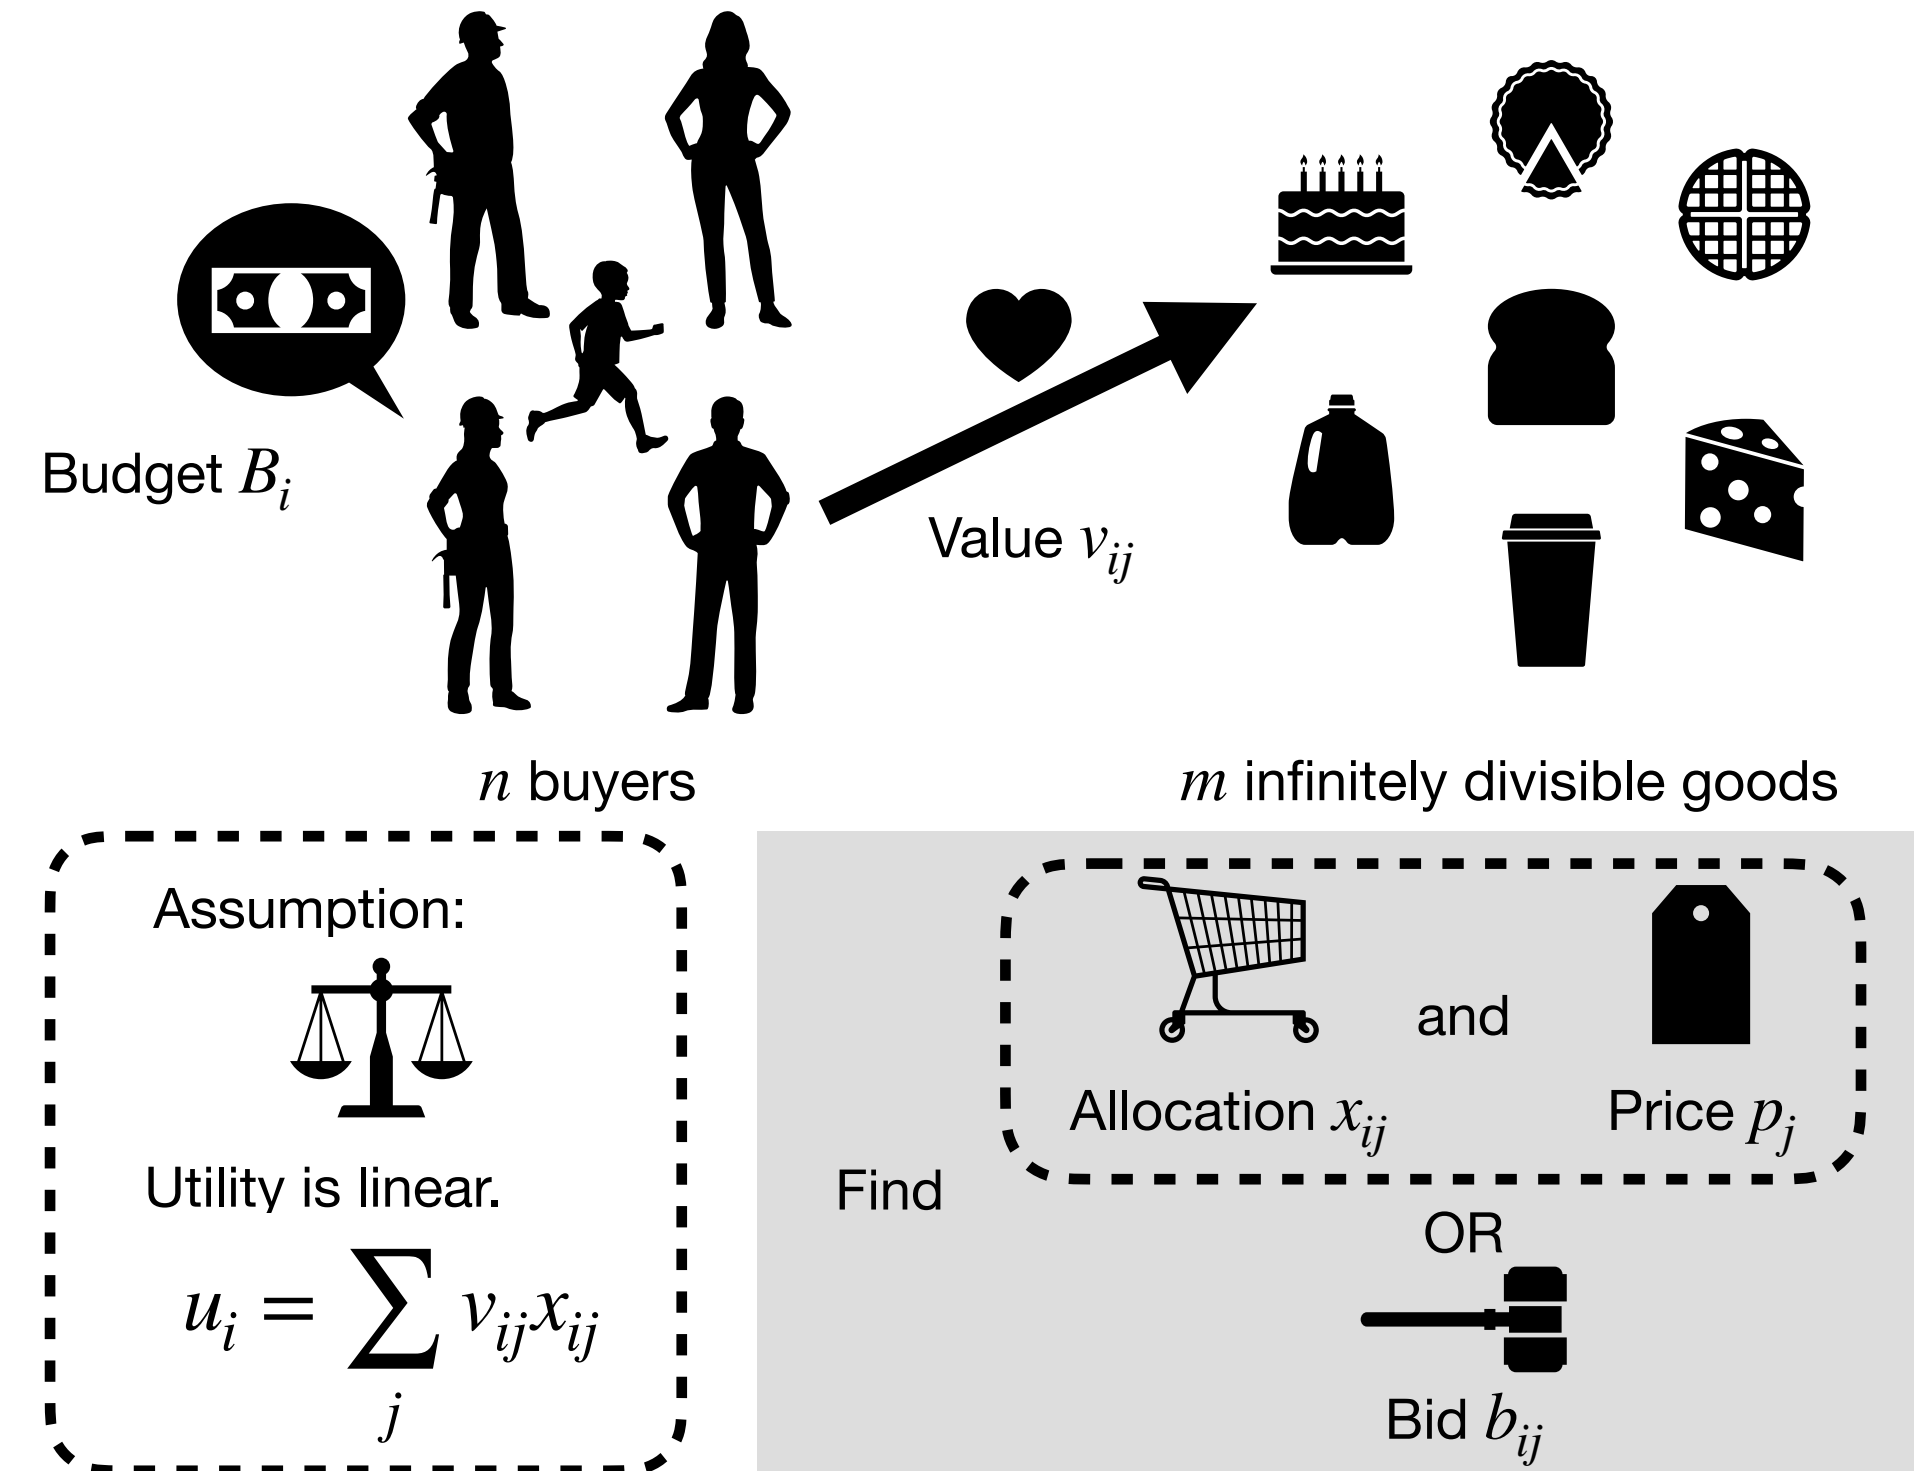 Budget B_i
Value v_{ij}
n buyers
m infinitely divisible goods
Assumption:
Utility is linear.
u_i = \sum_j v_{ij} x_{ij}
Find
and
Allocation x_{ij}
Price p_j
OR
Bid b_{ij}